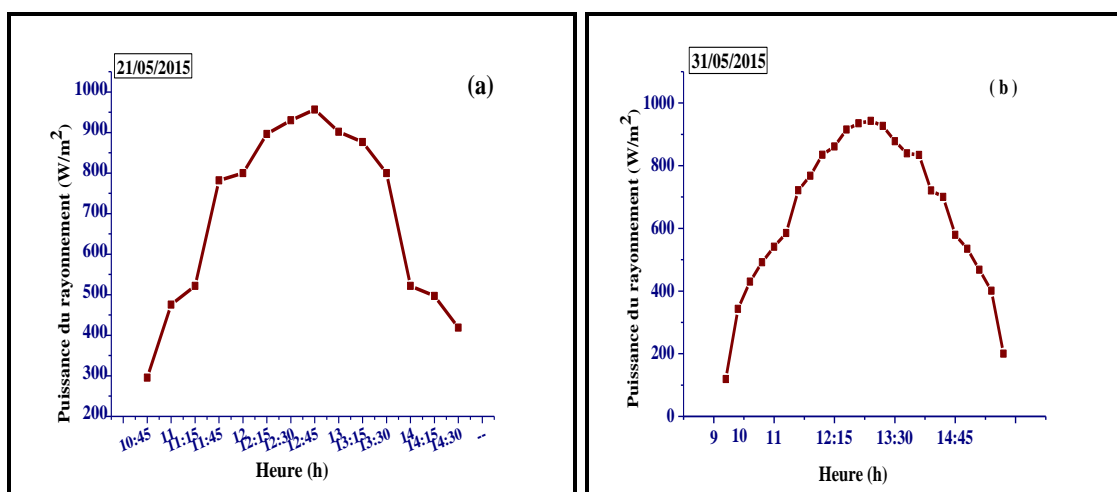 21/05/2015
(a)
Puissance du rayonnement (W/m²)
1000
900
800
700
600
500
400
300
200
10:45 11 11:15 11:45 12 12:15 12:30 12:45 13 13:15 13:30 14 14:15 14:30 --
Heure (h)
31/05/2015
( b )
Puissance du rayonnement (W/m²)
1000
800
600
400
200
0
9 10 11 12:15 13:30 14:45
Heure (h)